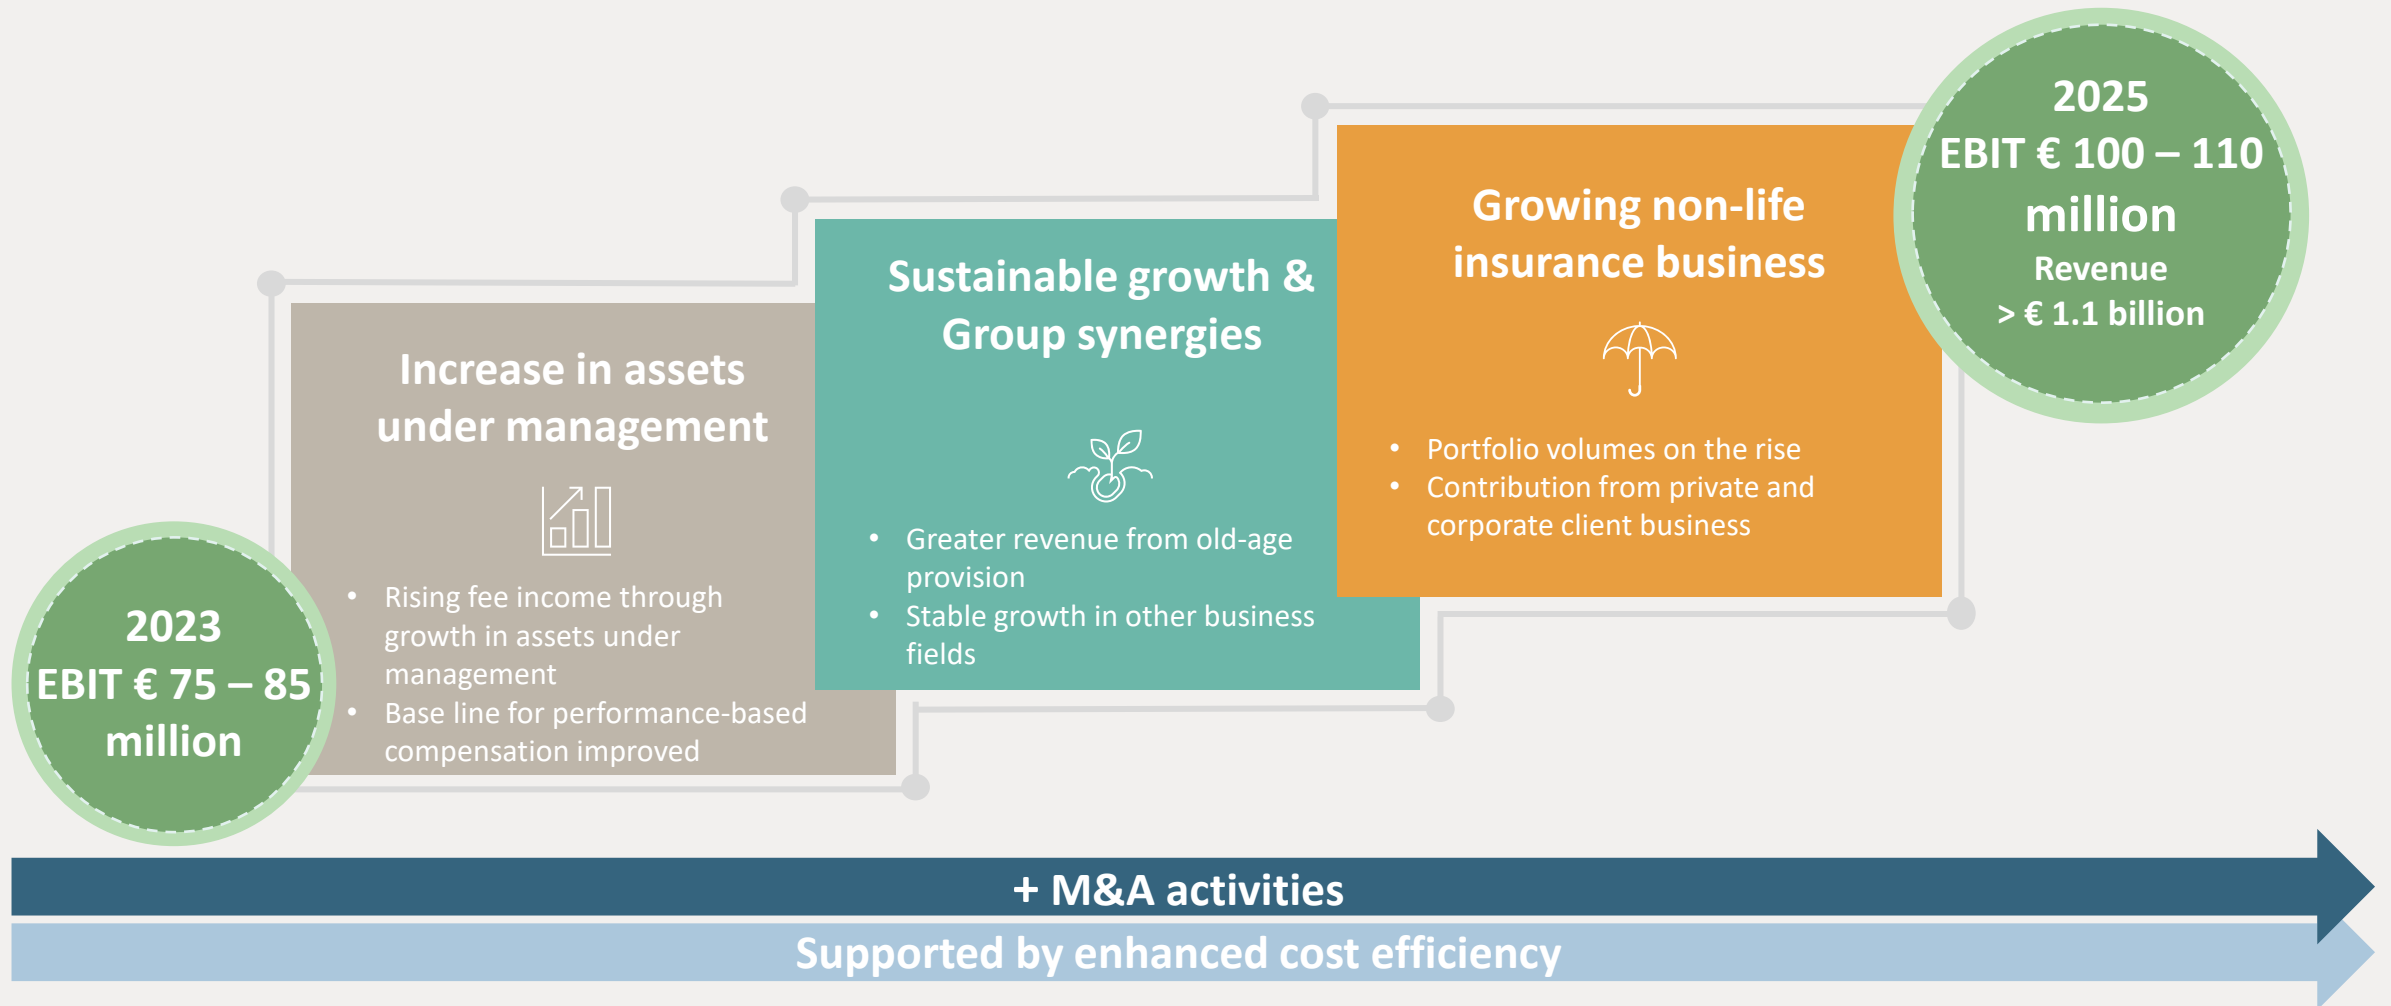 2023
EBIT € 75 – 85
million
Increase in assets
under management
• Rising fee income through
growth in assets under
management
• Base line for performance-based
compensation improved
Sustainable growth &
Group synergies
• Greater revenue from old-age
provision
• Stable growth in other business
fields
Growing non-life
insurance business
• Portfolio volumes on the rise
• Contribution from private and
corporate client business
2025
EBIT € 100 – 110
million
Revenue
> € 1.1 billion
+ M&A activities
Supported by enhanced cost efficiency